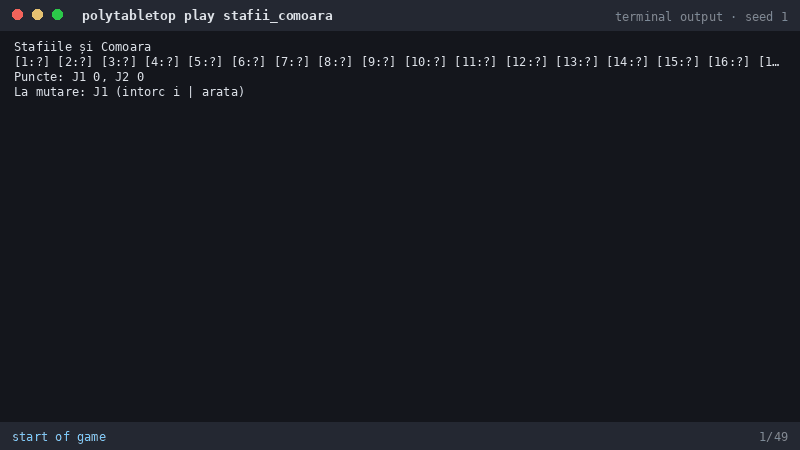 polytabletop play stafii_comoara
terminal output · seed 1
Stafiile și Comoara
[1:?] [2:?] [3:?] [4:?] [5:?] [6:?] [7:?] [8:?] [9:?] [10:?] [11:?] [12:?] [13:?] [14:?] [15:?] [16:?] [1…
Puncte: J1 0, J2 0
La mutare: J1 (intorc i | arata)
start of game
1/49